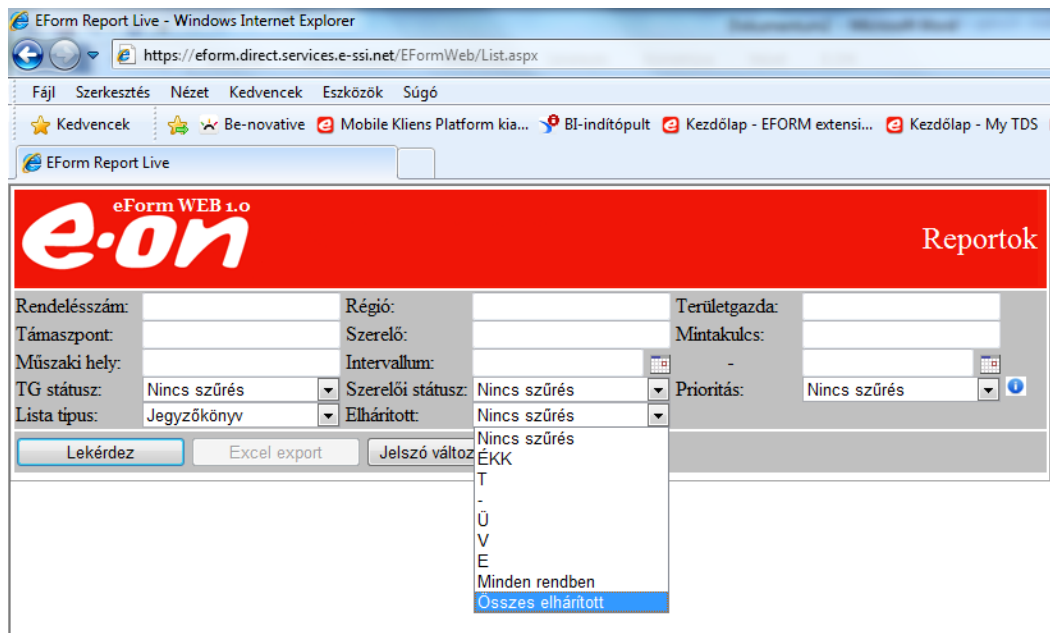 EForm Report Live - Windows Internet Explorer
https://eform.direct.services.e-ssi.net/EFormWeb/List.aspx
Fájl Szerkesztés Nézet Kedvencek Eszközök Súgó
Kedvencek Be-novative Mobile Kliens Platform kia... BI-indítópult Kezdőlap - EFORM extensi... Kezdőlap - My TDS
EForm Report Live
eForm WEB 1.0
e·on
Reportok
Rendelésszám: Régió: Területgazda:
Támaszpont: Szerelő: Mintakulcs:
Műszaki hely: Intervallum: -
TG státusz: Nincs szűrés Szerelői státusz: Nincs szűrés Prioritás: Nincs szűrés
Lista típus: Jegyzőkönyv Elhárított: Nincs szűrés
Lekérdez Excel export Jelszó változ
Nincs szűrés
ÉKK
T
-
Ü
V
E
Minden rendben
Összes elhárított